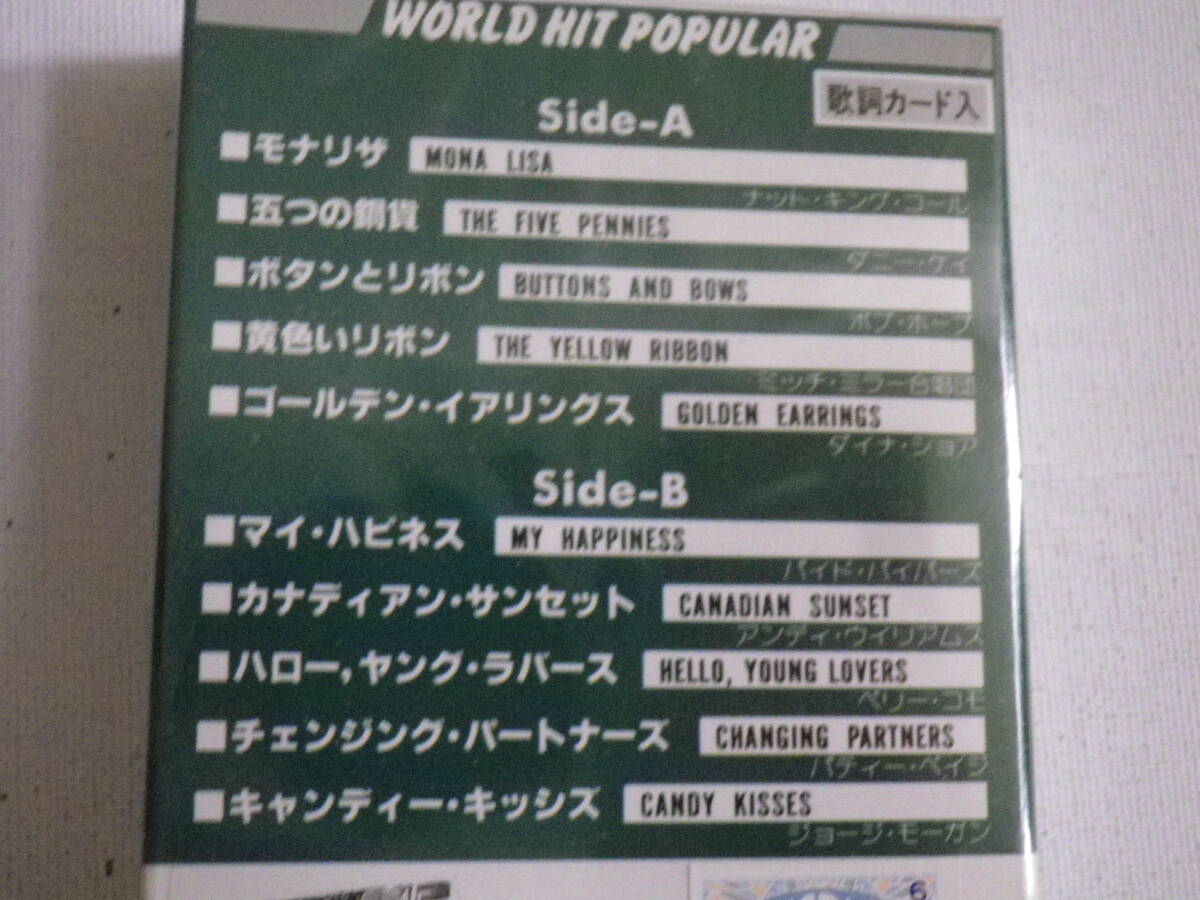 WORLD HIT POPULAR
歌詞カード入
Side-A
■モナリザ MONA LISA
ナット・キング・コール
■五つの銅貨 THE FIVE PENNIES
ダニー・ケイ
■ボタンとリボン BUTTONS AND BOWS
ボブ・ホープ
■黄色いリボン THE YELLOW RIBBON
ミッチ・ミラー合唱団
■ゴールデン・イアリングス GOLDEN EARRINGS
ダイナ・ショア
Side-B
■マイ・ハピネス MY HAPPINESS
パイド・パイパーズ
■カナディアン・サンセット CANADIAN SUNSET
アンディ・ウイリアムス
■ハロー,ヤング・ラバース HELLO, YOUNG LOVERS
ペリー・コモ
■チェンジング・パートナーズ CHANGING PARTNERS
パティー・ペイジ
■キャンディー・キッシズ CANDY KISSES
ジョージ・モーガン
6